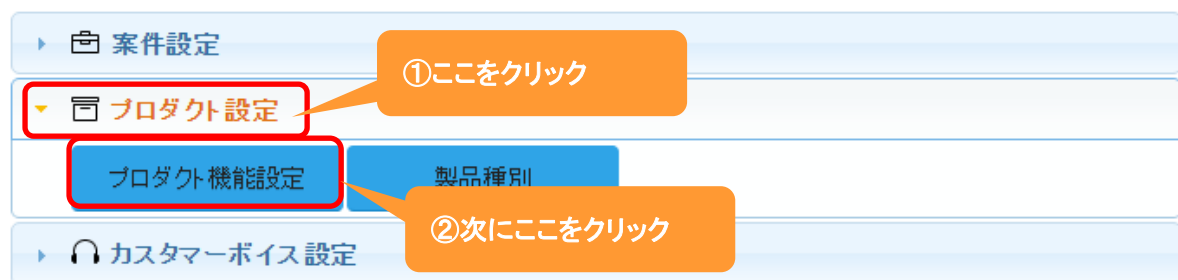 案件設定
①ここをクリック
プロダクト設定
プロダクト機能設定
製品種別
②次にここをクリック
カスタマーボイス設定